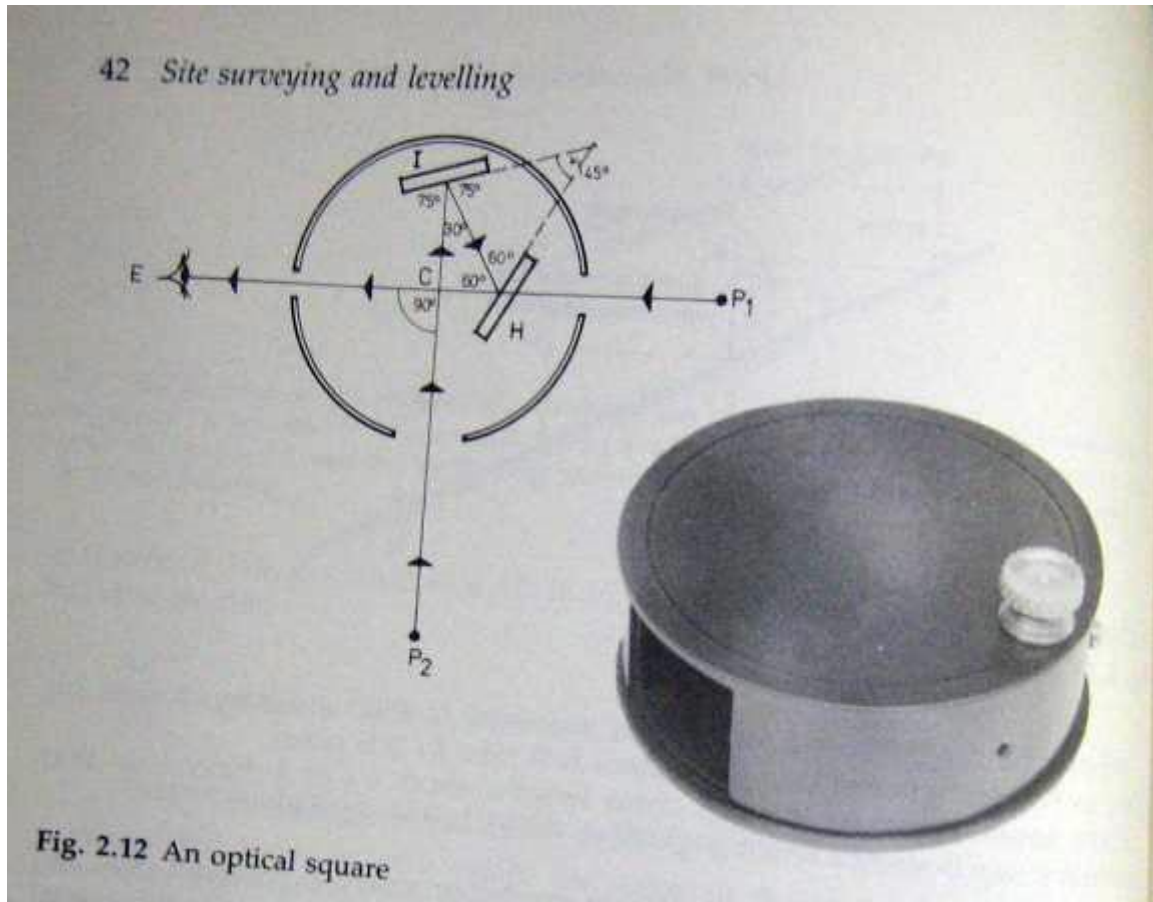 42 Site surveying and levelling
I
45°
75° 75°
30°
60°
E
C
60°
90°
P1
H
P2
Fig. 2.12 An optical square